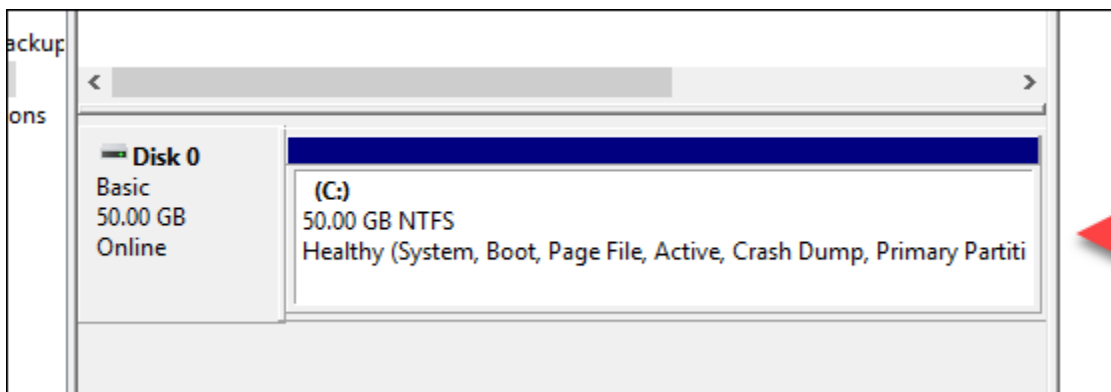 ackup
ons
Disk 0
Basic
50.00 GB
Online
(C:)
50.00 GB NTFS
Healthy (System, Boot, Page File, Active, Crash Dump, Primary Partiti